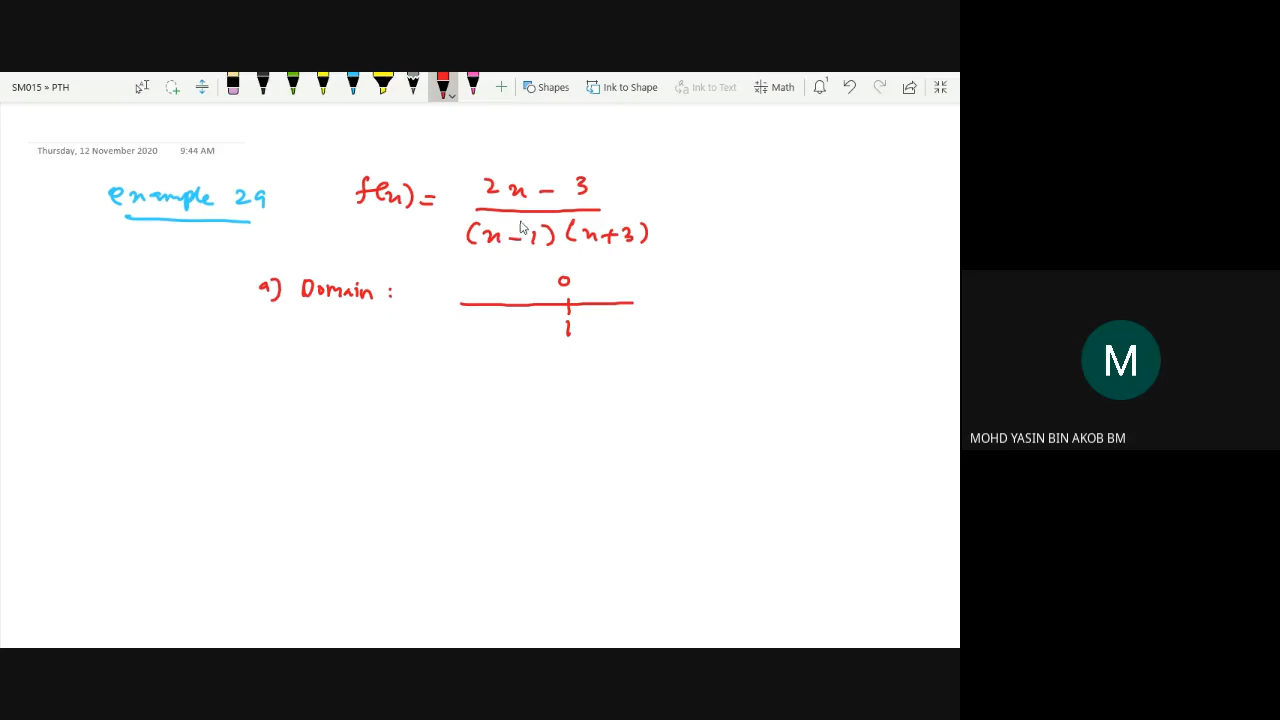 SM015 » PTH
Shapes
Ink to Shape
Ink to Text
Math
Thursday, 12 November 2020 9:44 AM
example 29 f(x) = 2x - 3
(x-1)(x+3)
a) Domain :
0
1
M
MOHD YASIN BIN AKOB BM